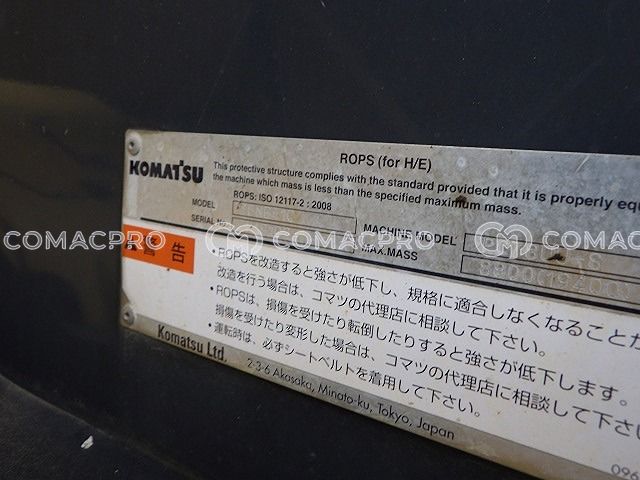 ROPS (for H/E)
KOMATSU
This protective structure complies with the standard provided that it is properly equ
the machine which mass is less than the specified maximum mass.
ROPS: ISO 12117-2 : 2008
MODEL
SERIAL
MACHINE MODEL
MAX.MASS
COMACPRO COMACPRO COMACPRO
告
・ROPSを改造すると強さが低下し、規格に適合しなくなることが
改造を行う場合は、コマツの代理店に相談して下さい。
・ROPSは、損傷を受けたり転倒したりすると強さが低下します。
損傷を受けたり変形した場合は、コマツの代理店に相談して下
・運転時は、必ずシートベルトを着用して下さい。
Komatsu Ltd.
2-3-6 Akasaka, Minato-ku, Tokyo, Japan
096